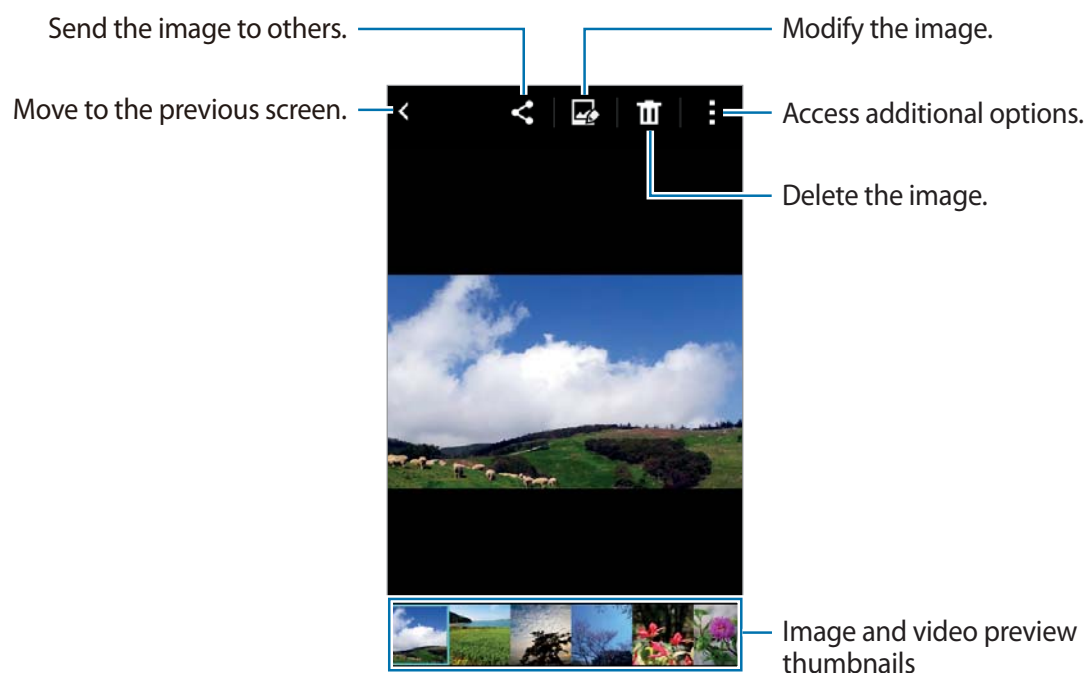 Send the image to others.
Modify the image.
Move to the previous screen.
Access additional options.
Delete the image.
Image and video preview
thumbnails